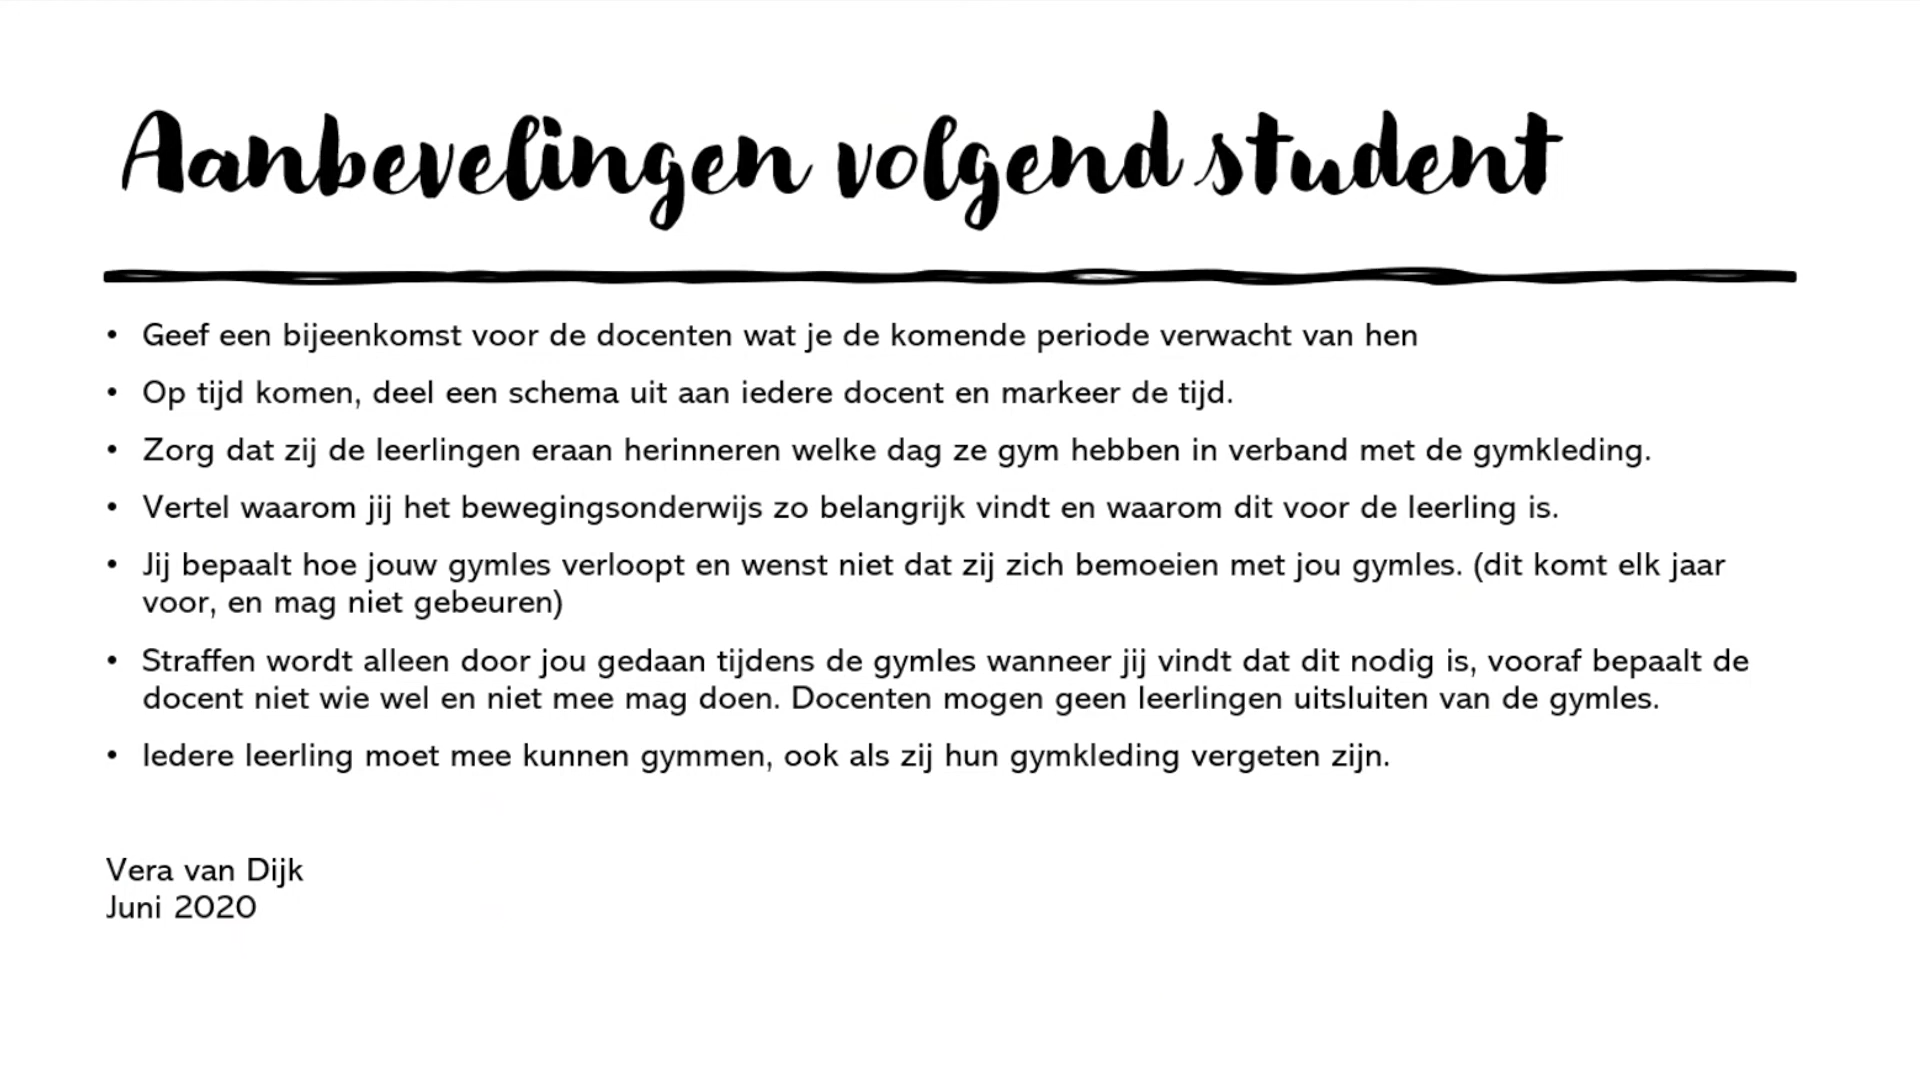 Aanbevelingen volgend student
• Geef een bijeenkomst voor de docenten wat je de komende periode verwacht van hen
• Op tijd komen, deel een schema uit aan iedere docent en markeer de tijd.
• Zorg dat zij de leerlingen eraan herinneren welke dag ze gym hebben in verband met de gymkleding.
• Vertel waarom jij het bewegingsonderwijs zo belangrijk vindt en waarom dit voor de leerling is.
• Jij bepaalt hoe jouw gymles verloopt en wenst niet dat zij zich bemoeien met jou gymles. (dit komt elk jaar
voor, en mag niet gebeuren)
• Straffen wordt alleen door jou gedaan tijdens de gymles wanneer jij vindt dat dit nodig is, vooraf bepaalt de
docent niet wie wel en niet mee mag doen. Docenten mogen geen leerlingen uitsluiten van de gymles.
• Iedere leerling moet mee kunnen gymmen, ook als zij hun gymkleding vergeten zijn.
Vera van Dijk
Juni 2020